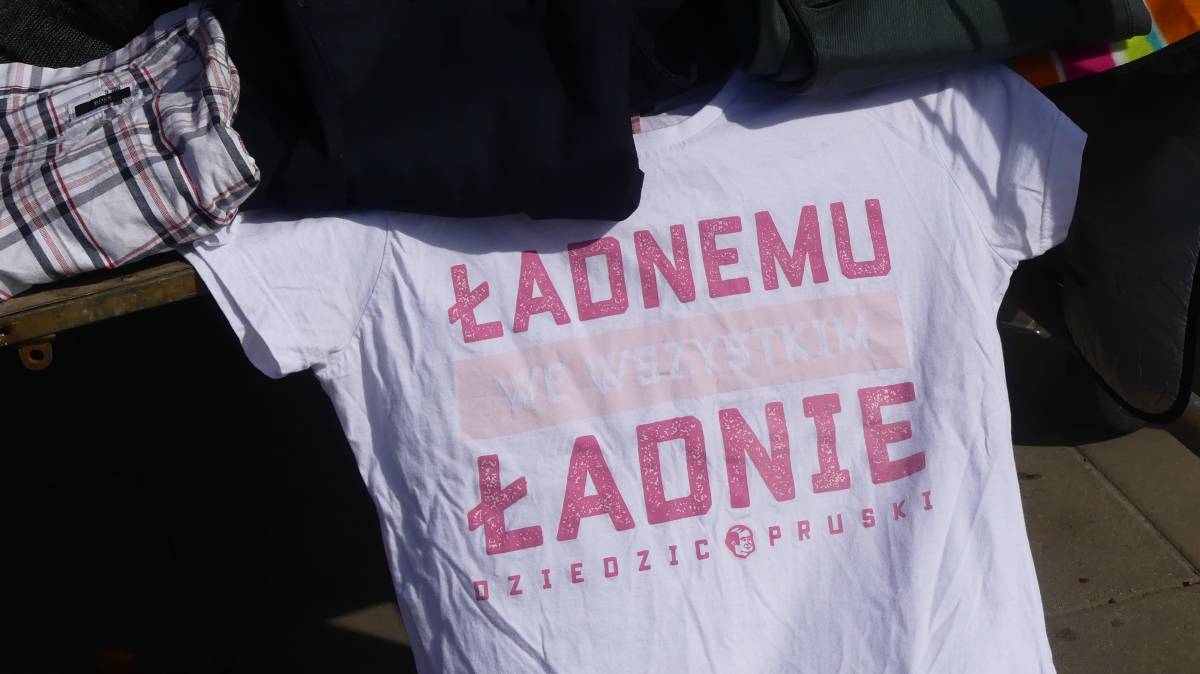 ŁADNEMU
WE WSZYSTKIM
ŁADNIE
DZIEDZIC PRUSKI